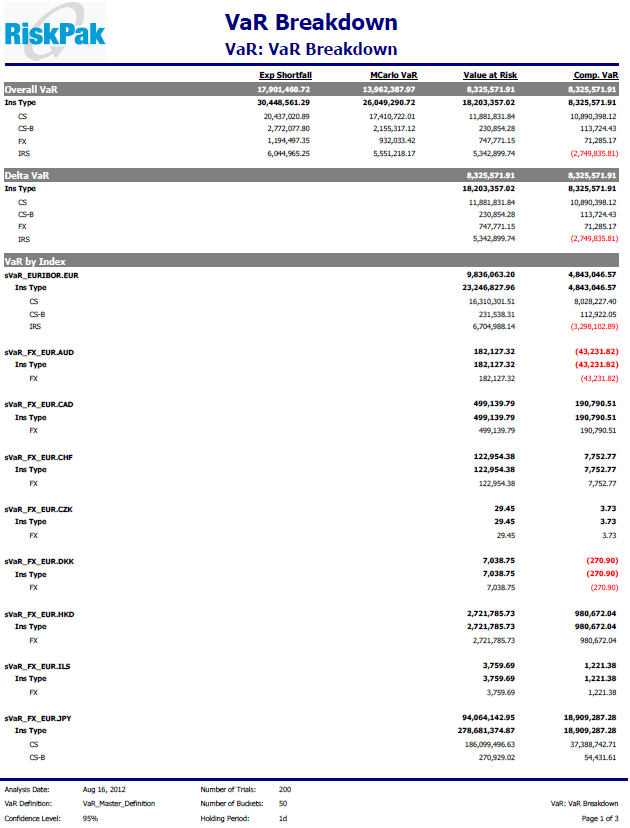 RiskPak
VaR Breakdown
VaR: VaR Breakdown
Exp Shortfall MCarlo VaR Value at Risk Comp. VaR
Overall VaR 17,901,460.72 13,962,387.97 8,325,571.91 8,325,571.91
Ins Type 30,448,561.29 26,049,290.72 18,203,357.02 8,325,571.91
CS 20,437,020.89 17,410,722.01 11,881,831.84 10,890,398.12
CS-B 2,772,077.80 2,155,317.12 230,854.28 113,724.43
FX 1,194,497.35 932,033.42 747,771.15 71,285.17
IRS 6,044,965.25 5,551,218.17 5,342,899.74 (2,749,835.81)
Delta VaR 8,325,571.91 8,325,571.91
Ins Type 18,203,357.02 8,325,571.91
CS 11,881,831.84 10,890,398.12
CS-B 230,854.28 113,724.43
FX 747,771.15 71,285.17
IRS 5,342,899.74 (2,749,835.81)
VaR by Index
sVaR_EURIBOR.EUR 9,836,063.20 4,843,046.57
Ins Type 23,246,827.96 4,843,046.57
CS 16,310,301.51 8,028,227.40
CS-B 231,538.31 112,922.05
IRS 6,704,988.14 (3,298,102.89)
sVaR_FX_EUR.AUD 182,127.32 (43,231.82)
Ins Type 182,127.32 (43,231.82)
FX 182,127.32 (43,231.82)
sVaR_FX_EUR.CAD 499,139.79 190,790.51
Ins Type 499,139.79 190,790.51
FX 499,139.79 190,790.51
sVaR_FX_EUR.CHF 122,954.38 7,752.77
Ins Type 122,954.38 7,752.77
FX 122,954.38 7,752.77
sVaR_FX_EUR.CZK 29.45 3.73
Ins Type 29.45 3.73
FX 29.45 3.73
sVaR_FX_EUR.DKK 7,038.75 (270.90)
Ins Type 7,038.75 (270.90)
FX 7,038.75 (270.90)
sVaR_FX_EUR.HKD 2,721,785.73 980,672.04
Ins Type 2,721,785.73 980,672.04
FX 2,721,785.73 980,672.04
sVaR_FX_EUR.ILS 3,759.69 1,221.38
Ins Type 3,759.69 1,221.38
FX 3,759.69 1,221.38
sVaR_FX_EUR.JPY 94,064,142.95 18,909,287.28
Ins Type 278,681,374.87 18,909,287.28
CS 186,099,496.63 37,388,742.71
CS-B 270,929.02 54,431.61
Analysis Date: Aug 16, 2012 Number of Trials: 200
VaR Definition: VaR_Master_Definition Number of Buckets: 50 VaR: VaR Breakdown
Confidence Level: 95% Holding Period: 1d Page 1 of 3